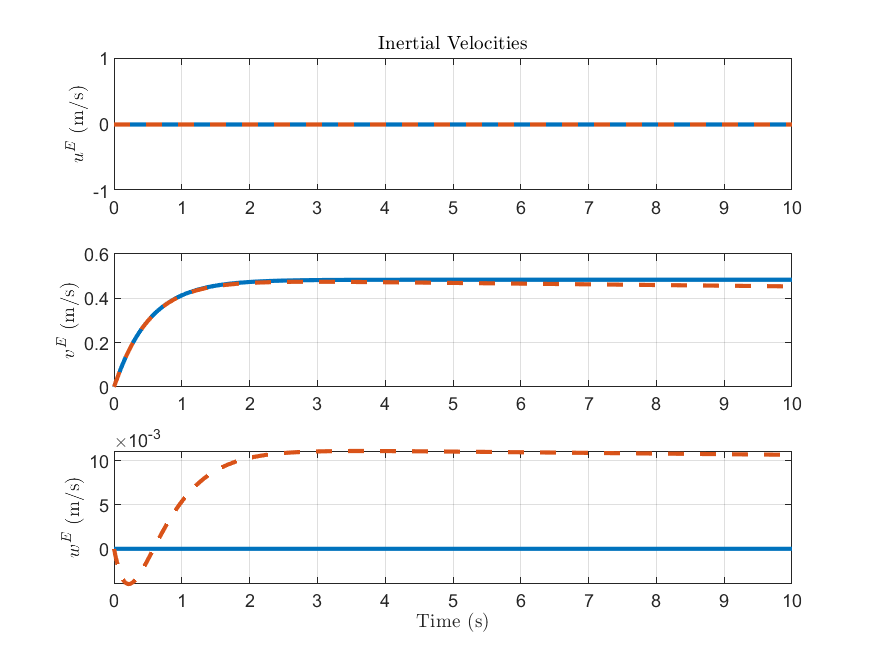 Inertial Velocities
u^E (m/s)
1
0
-1
0 1 2 3 4 5 6 7 8 9 10
v^E (m/s)
0.6
0.4
0.2
0
0 1 2 3 4 5 6 7 8 9 10
×10^-3
w^E (m/s)
10
5
0
0 1 2 3 4 5 6 7 8 9 10
Time (s)